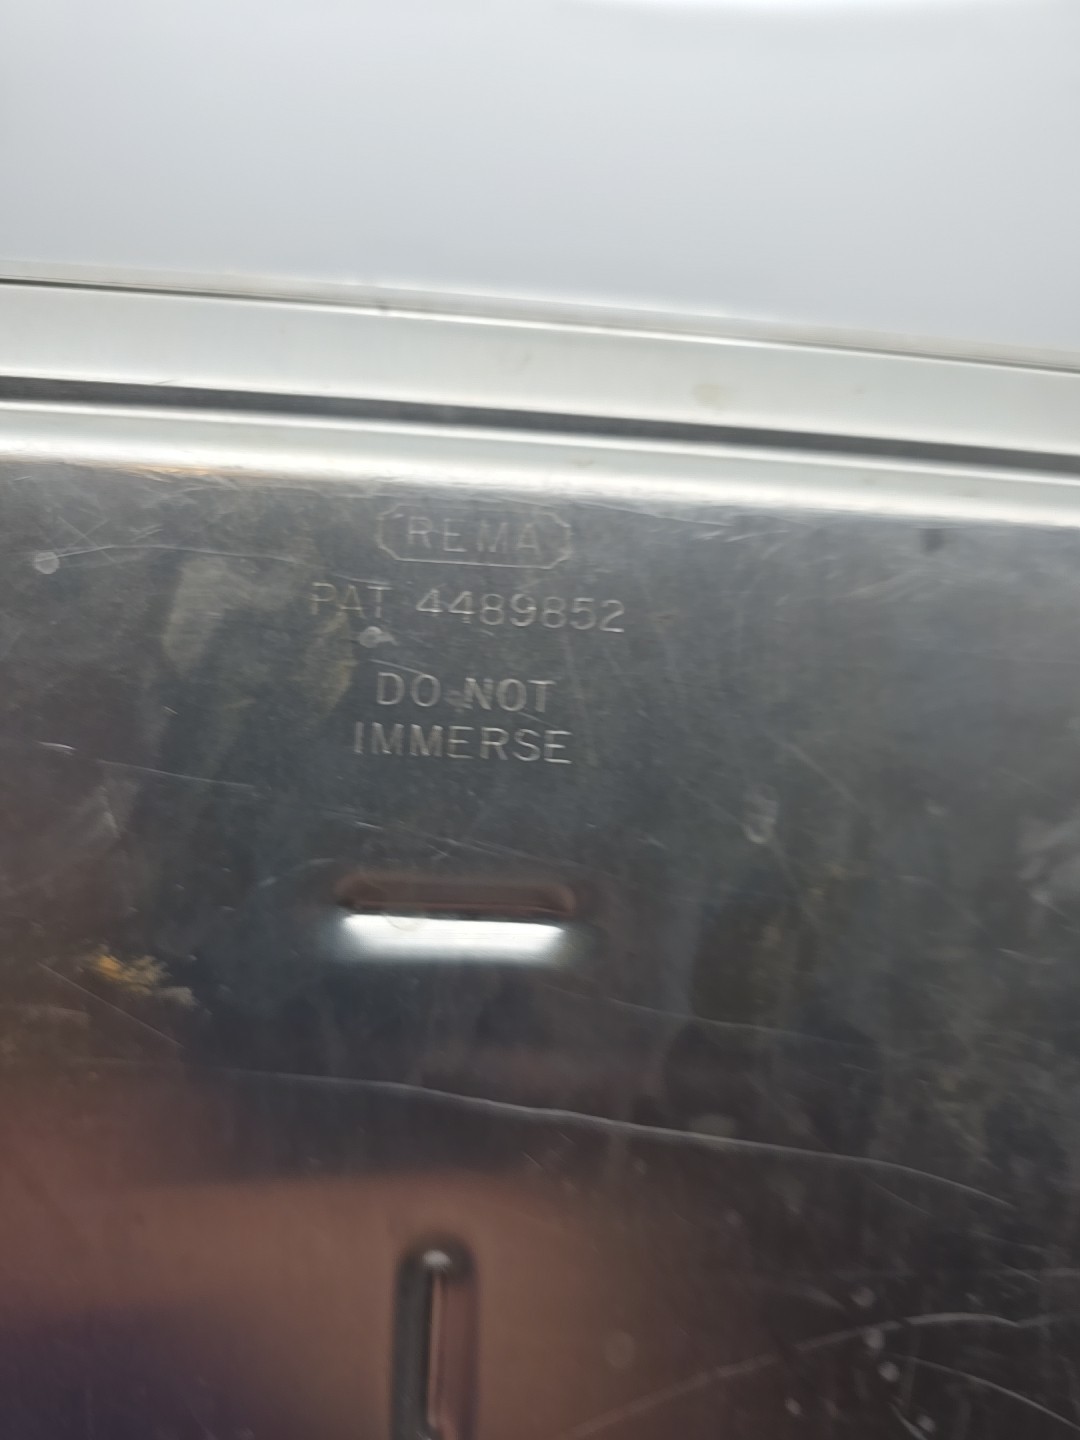 REMA
PAT 4489852
DO NOT
IMMERSE